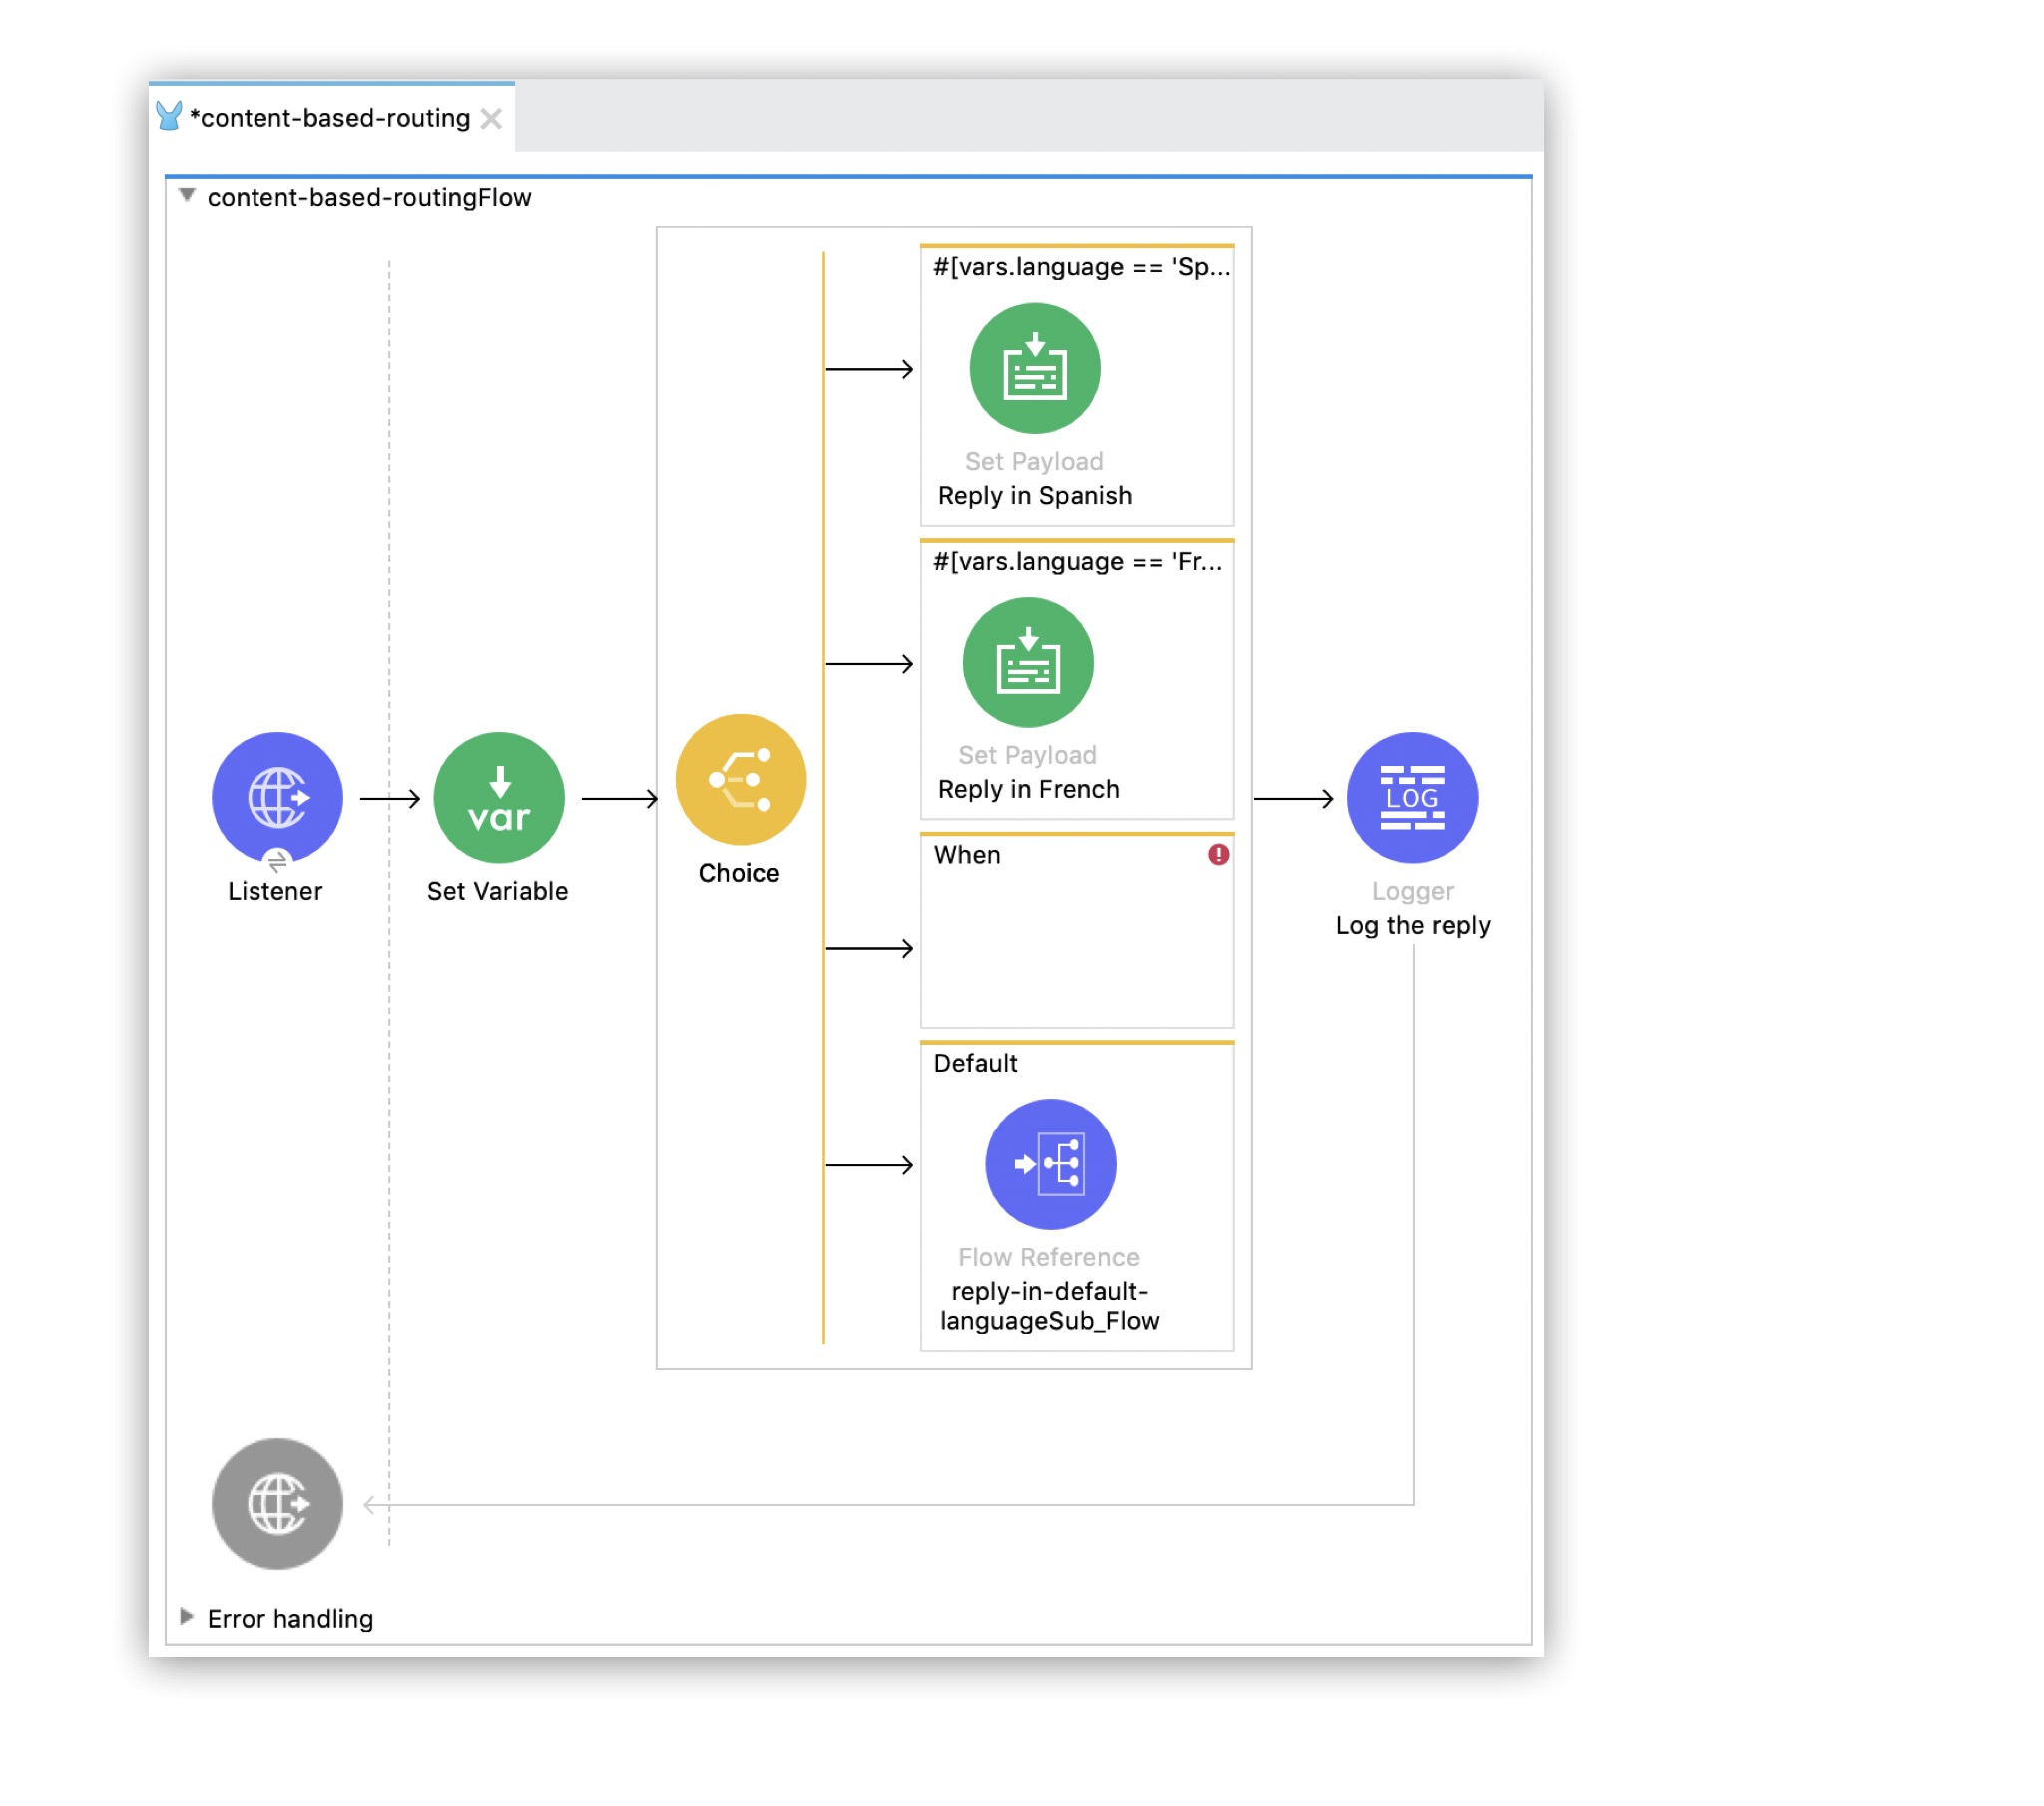 *content-based-routing
content-based-routingFlow
#[vars.language == 'Sp...
Set Payload
Reply in Spanish
#[vars.language == 'Fr...
Set Payload
Reply in French
Listener
var
Set Variable
Choice
When
LOG
Logger
Log the reply
Default
Flow Reference
reply-in-default-
languageSub_Flow
Error handling